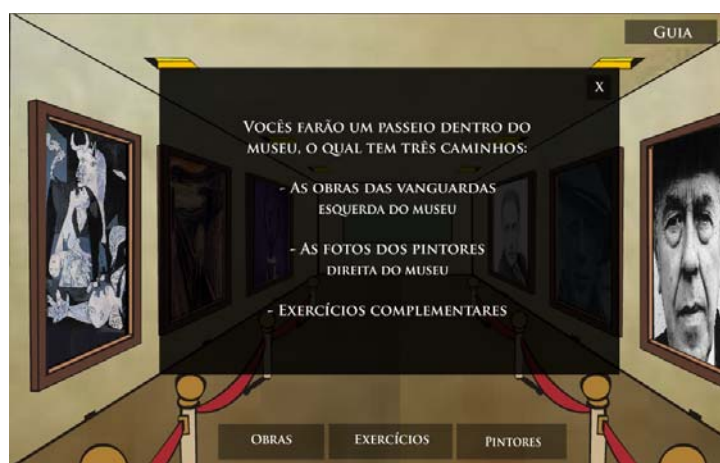 GUIA
X
VOCÊS FARÃO UM PASSEIO DENTRO DO
MUSEU, O QUAL TEM TRÊS CAMINHOS:
- AS OBRAS DAS VANGUARDAS
ESQUERDA DO MUSEU
- AS FOTOS DOS PINTORES
DIREITA DO MUSEU
- EXERCÍCIOS COMPLEMENTARES
OBRAS EXERCÍCIOS PINTORES